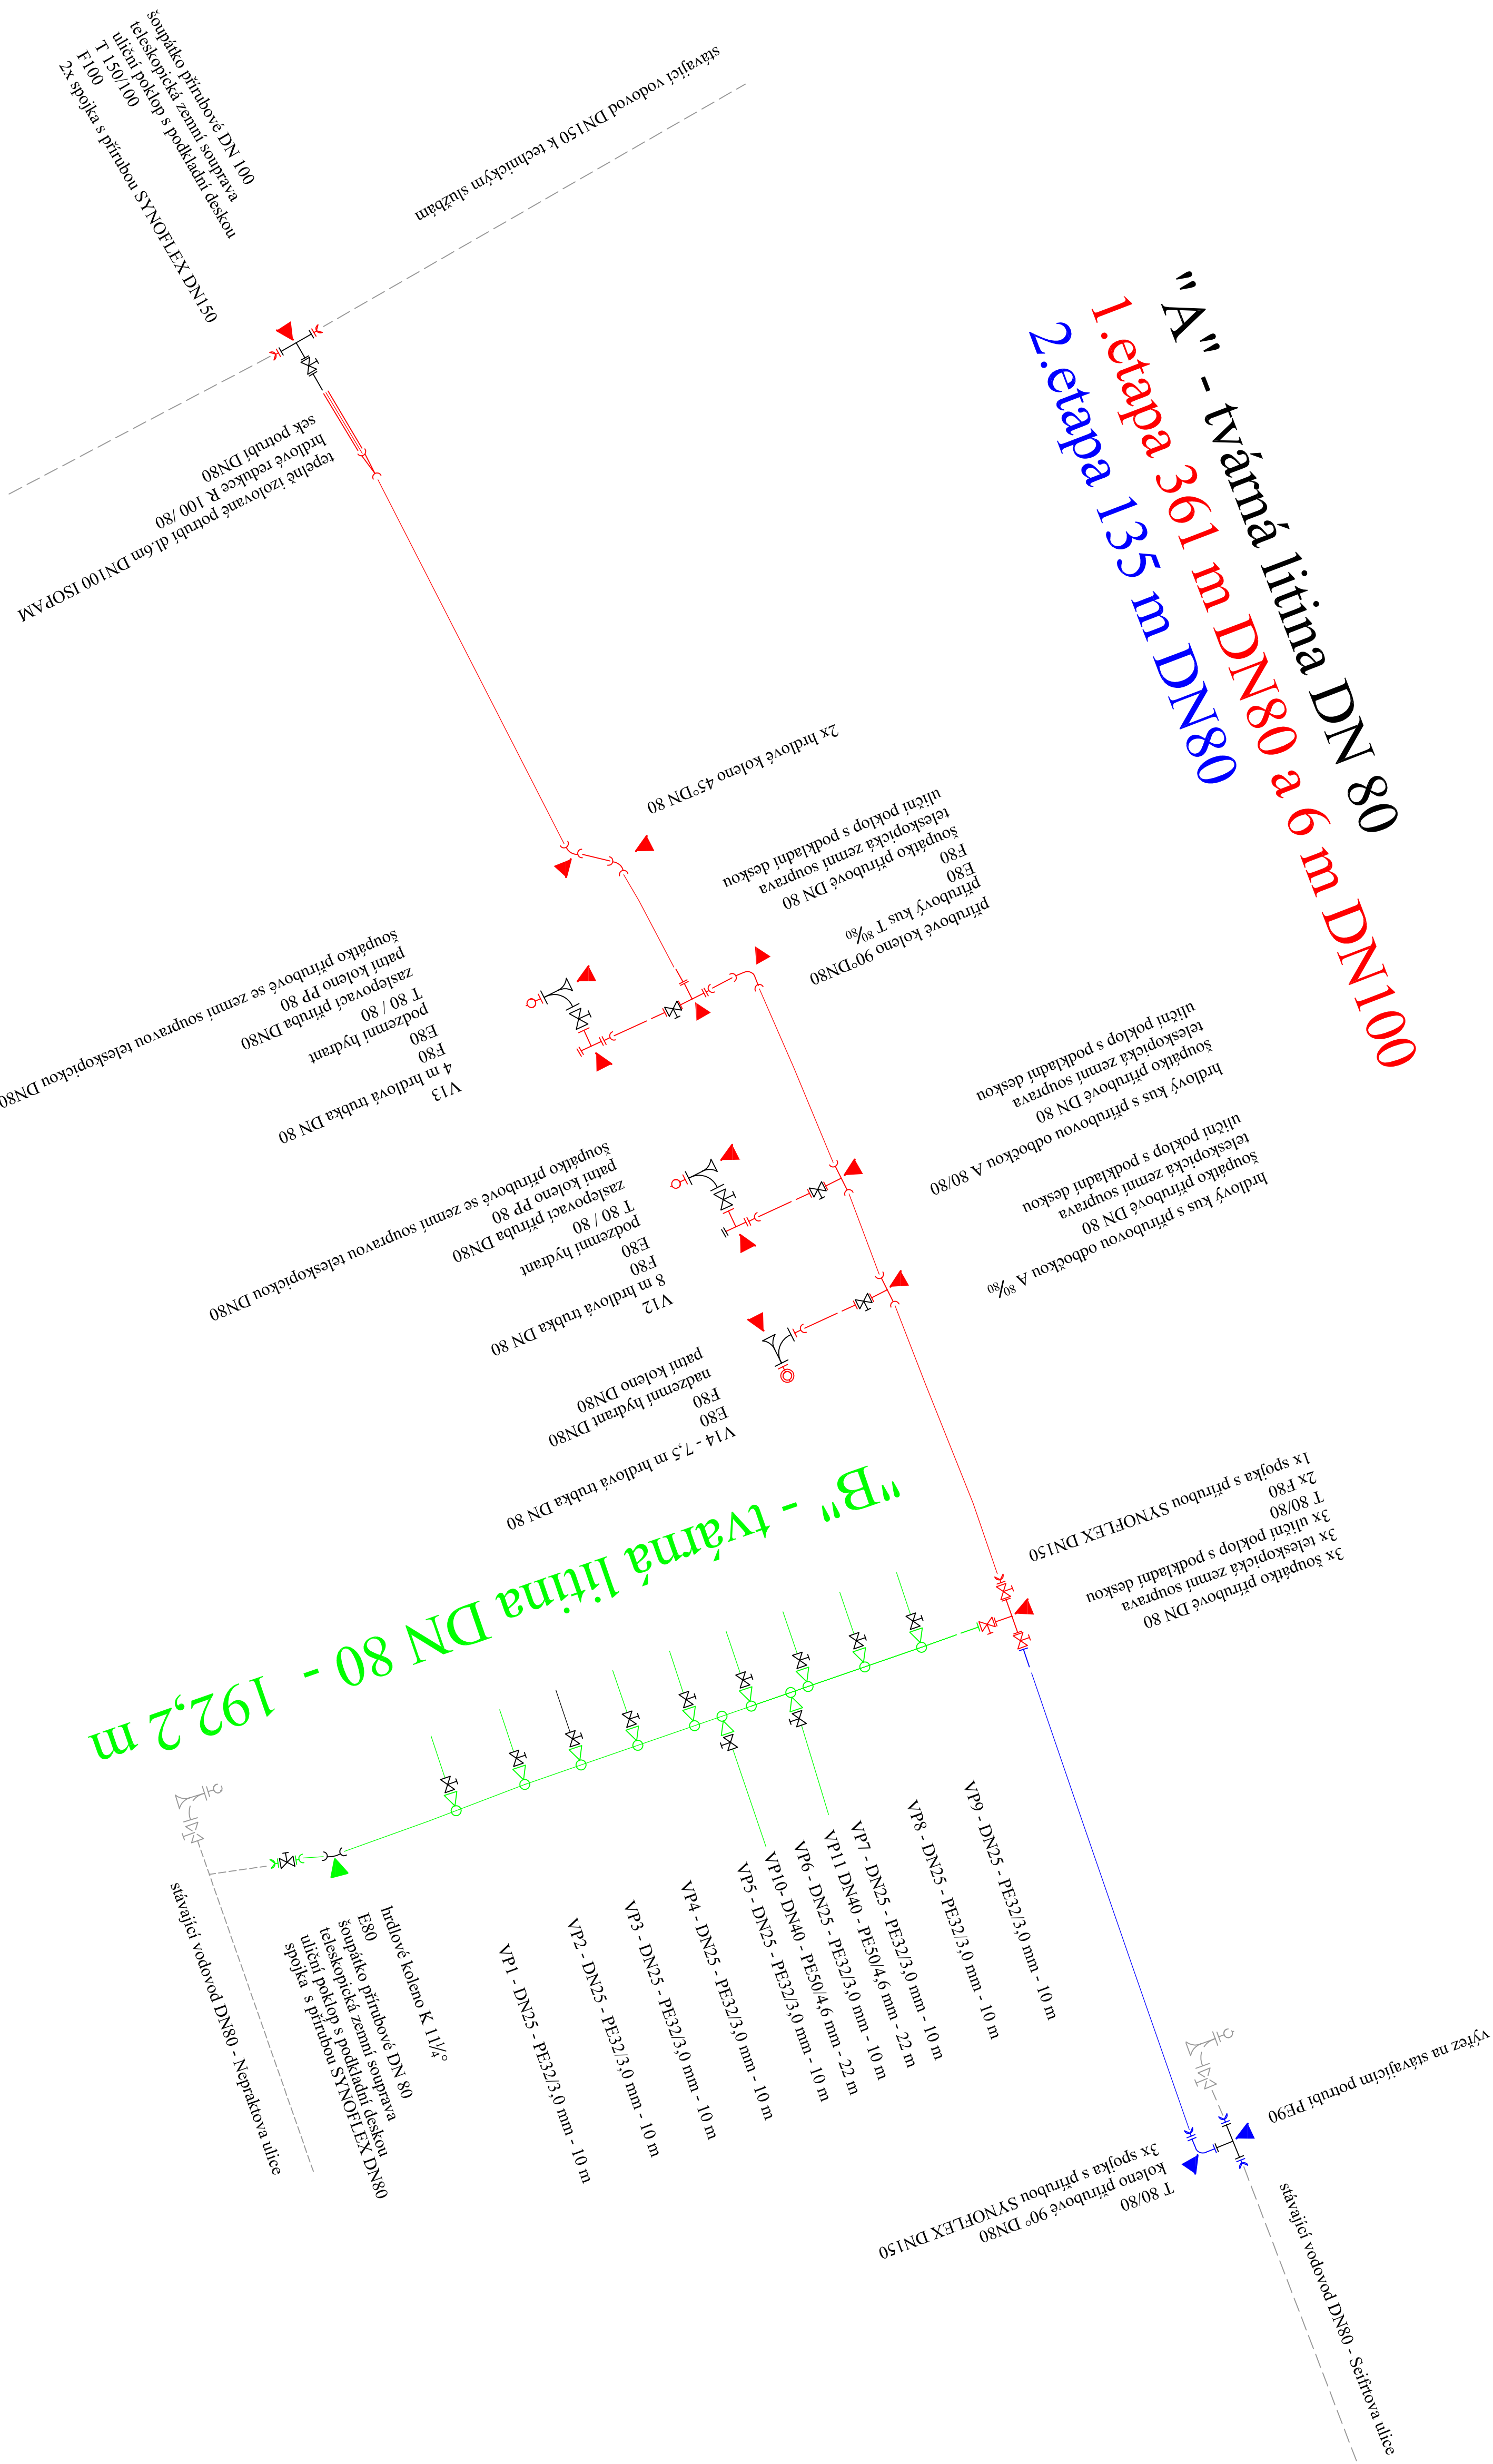 šoupátko přírubové DN 100
teleskopická zemní souprava
uliční poklop s podkladní deskou
T 150/100
F100
2x spojka s přírubou SYNOFLEX DN150
stávající vodovod DN150 k technickým službám
tepelně izolované potrubí dl.6m DN100 ISOPAM
hrdlové redukce R 100 /80
sek potrubí DN80
"A" - tvárná litina DN 80
1.etapa 361 m DN80 a 6 m DN100
2.etapa 135 m DN80
2x hrdlové koleno 45°DN 80
přírubové koleno 90°DN80
přírubový kus T 80/80
E80
F80
šoupátko přírubové DN 80
teleskopická zemní souprava
uliční poklop s podkladní deskou
V13
4 m hrdlová trubka DN 80
F80
E80
podzemní hydrant
T 80 / 80
zaslepovací příruba DN80
patní koleno PP 80
šoupátko přírubové se zemní soupravou teleskopickou DN80
hrdlový kus s přírubovou odbočkou A 80/80
šoupátko přírubové DN 80
teleskopická zemní souprava
uliční poklop s podkladní deskou
hrdlový kus s přírubovou odbočkou A 80/80
šoupátko přírubové DN 80
teleskopická zemní souprava
uliční poklop s podkladní deskou
V12
8 m hrdlová trubka DN 80
F80
E80
podzemní hydrant
T 80 / 80
zaslepovací příruba DN80
patní koleno PP 80
šoupátko přírubové se zemní soupravou teleskopickou DN80
V14 - 7,5 m hrdlová trubka DN 80
E80
F80
nadzemní hydrant DN80
patní koleno DN80
"B" - tvárná litina DN 80 - 192,2 m
3x šoupátko přírubové DN 80
3x teleskopická zemní souprava
3x uliční poklop s podkladní deskou
T 80/80
2x F80
1x spojka s přírubou SYNOFLEX DN150
stávající vodovod DN80 - Nepraktova ulice
hrdlové koleno K 11¼°
E80
šoupátko přírubové DN 80
teleskopická zemní souprava
uliční poklop s podkladní deskou
spojka s přírubou SYNOFLEX DN80
VP1 - DN25 - PE32/3,0 mm - 10 m
VP2 - DN25 - PE32/3,0 mm - 10 m
VP3 - DN25 - PE32/3,0 mm - 10 m
VP4 - DN25 - PE32/3,0 mm - 10 m
VP5 - DN25 - PE32/3,0 mm - 10 m
VP10- DN40 - PE50/4,6 mm - 22 m
VP6 - DN25 - PE32/3,0 mm - 10 m
VP11 DN40 - PE50/4,6 mm - 22 m
VP7 - DN25 - PE32/3,0 mm - 10 m
VP8 - DN25 - PE32/3,0 mm - 10 m
VP9 - DN25 - PE32/3,0 mm - 10 m
výřez na stávajícím potrubí PE90
T 80/80
koleno přírubové 90° DN80
3x spojka s přírubou SYNOFLEX DN150
stávající vodovod DN80 - Seifrtova ulice